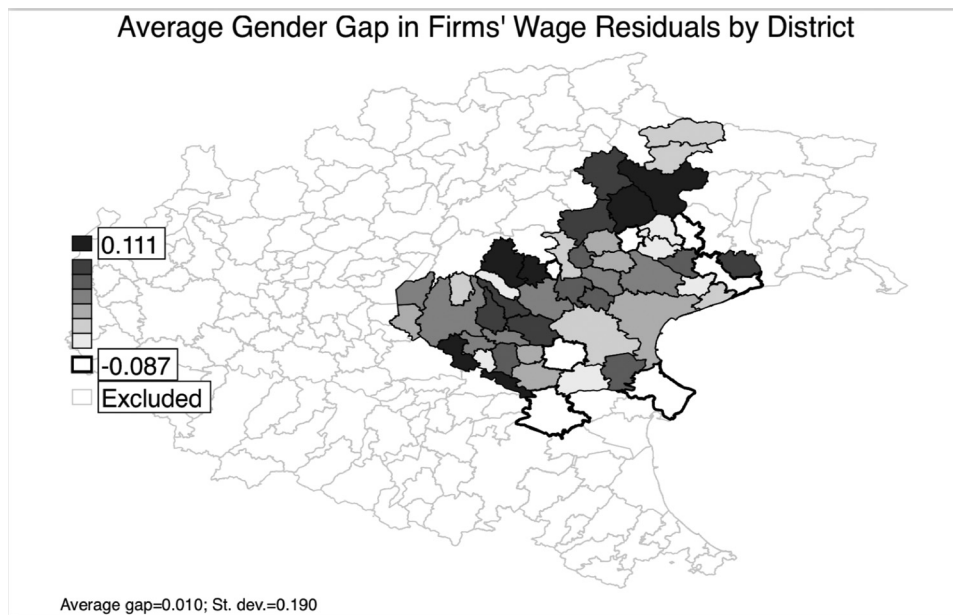 Average Gender Gap in Firms' Wage Residuals by District
0.111
-0.087
Excluded
Average gap=0.010; St. dev.=0.190